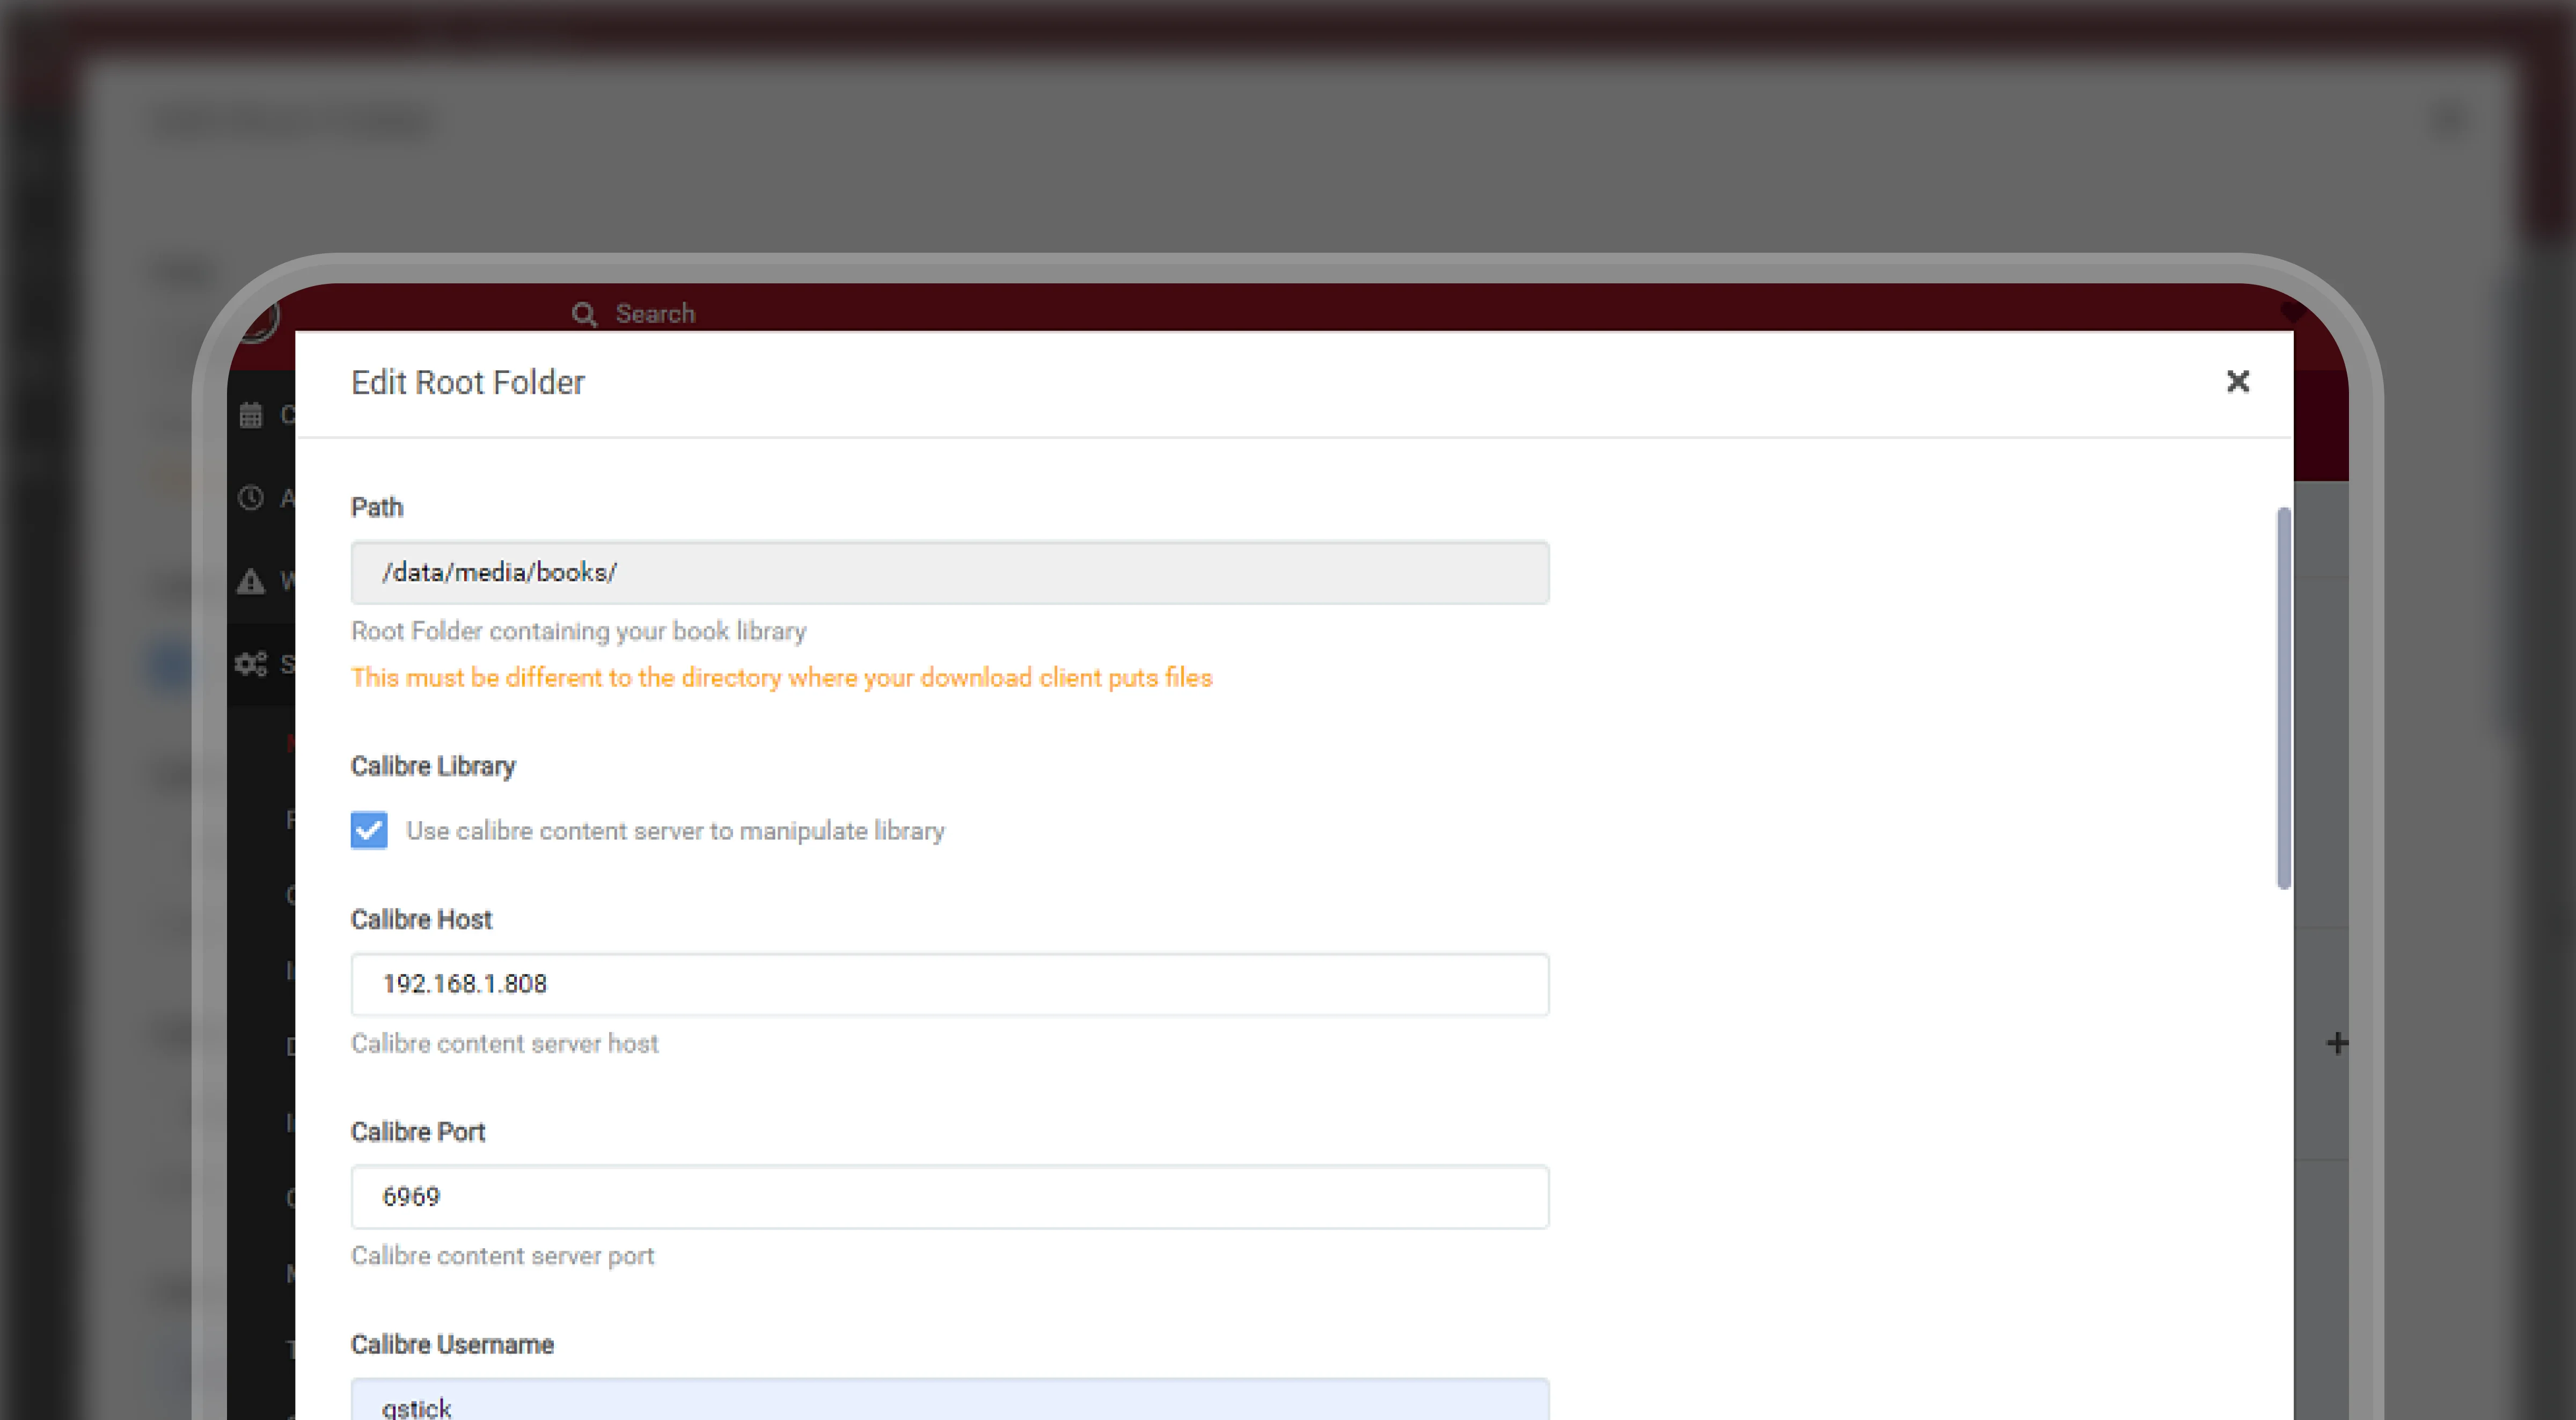 Search
Edit Root Folder
Path
/data/media/books/
Root Folder containing your book library
This must be different to the directory where your download client puts files
Calibre Library
Use calibre content server to manipulate library
Calibre Host
192.168.1.808
Calibre content server host
Calibre Port
6969
Calibre content server port
Calibre Username
qstick